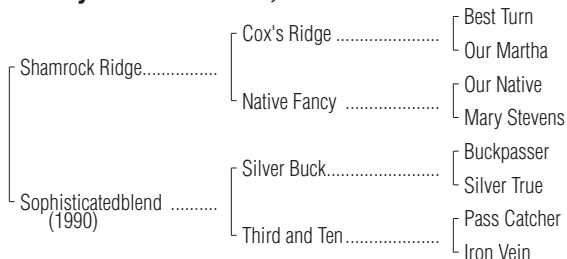 Best Turn
Cox's Ridge ....................
Our Martha
Shamrock Ridge...............
Our Native
Native Fancy ..................
Mary Stevens
Buckpasser
Silver Buck......................
Silver True
Sophisticatedblend .........
(1990)
Pass Catcher
Third and Ten..................
Iron Vein